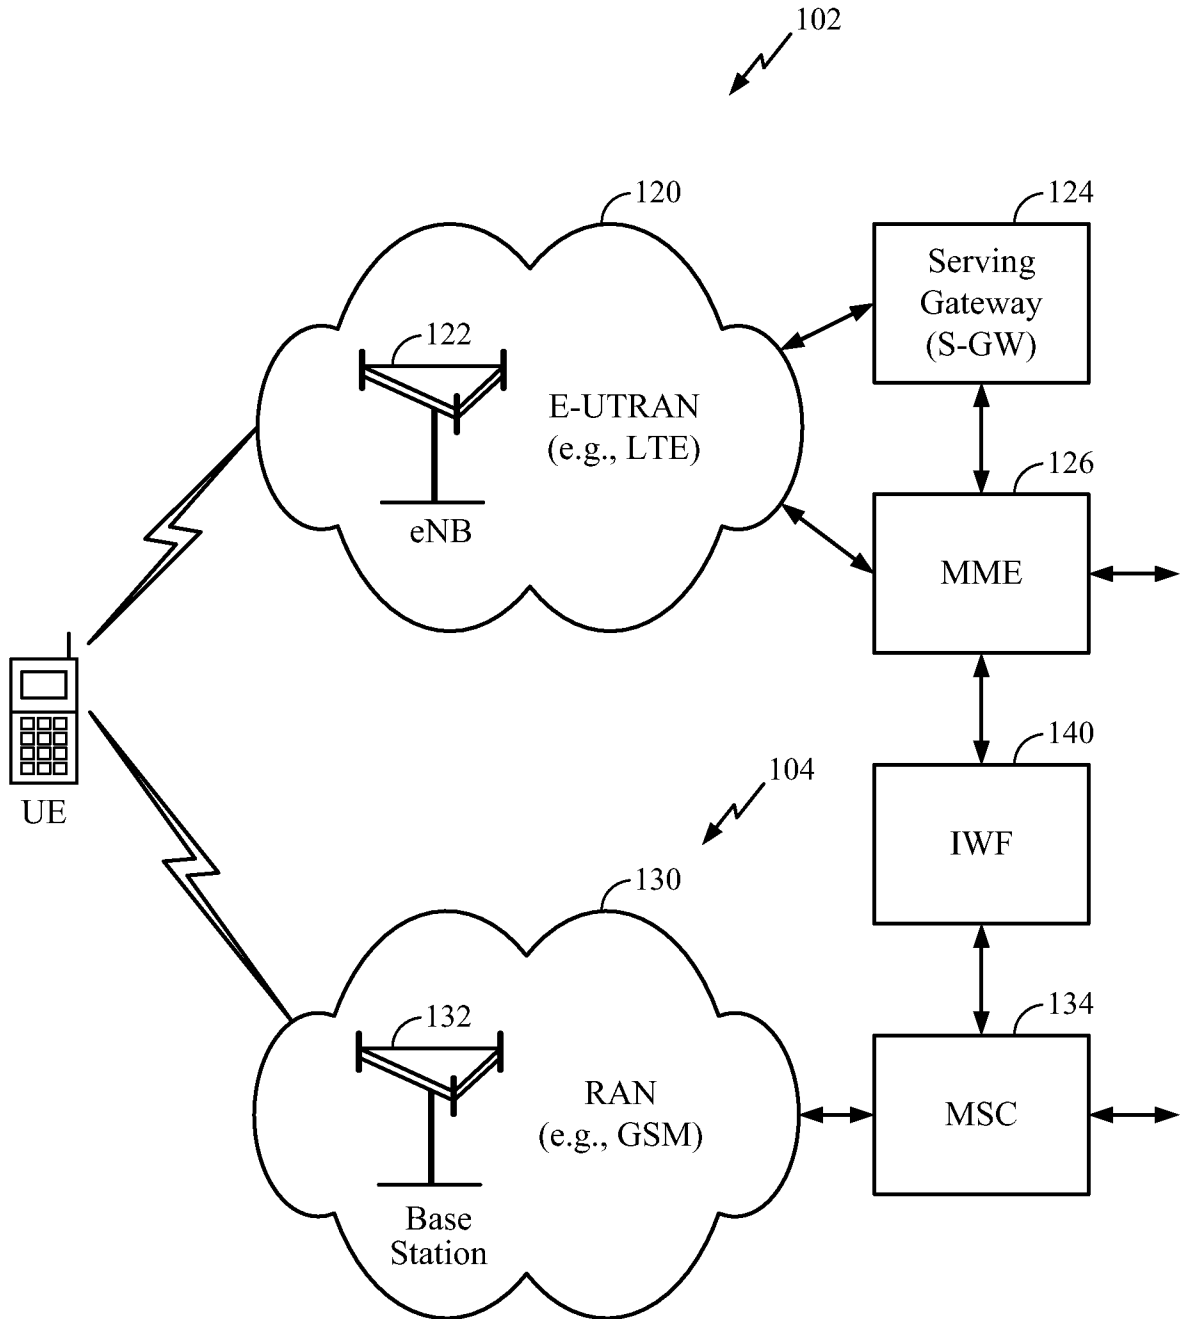 102
120
124
Serving
Gateway
(S-GW)
122
E-UTRAN
(e.g., LTE)
eNB
126
MME
UE
140
IWF
104
130
134
132
RAN
(e.g., GSM)
MSC
Base
Station